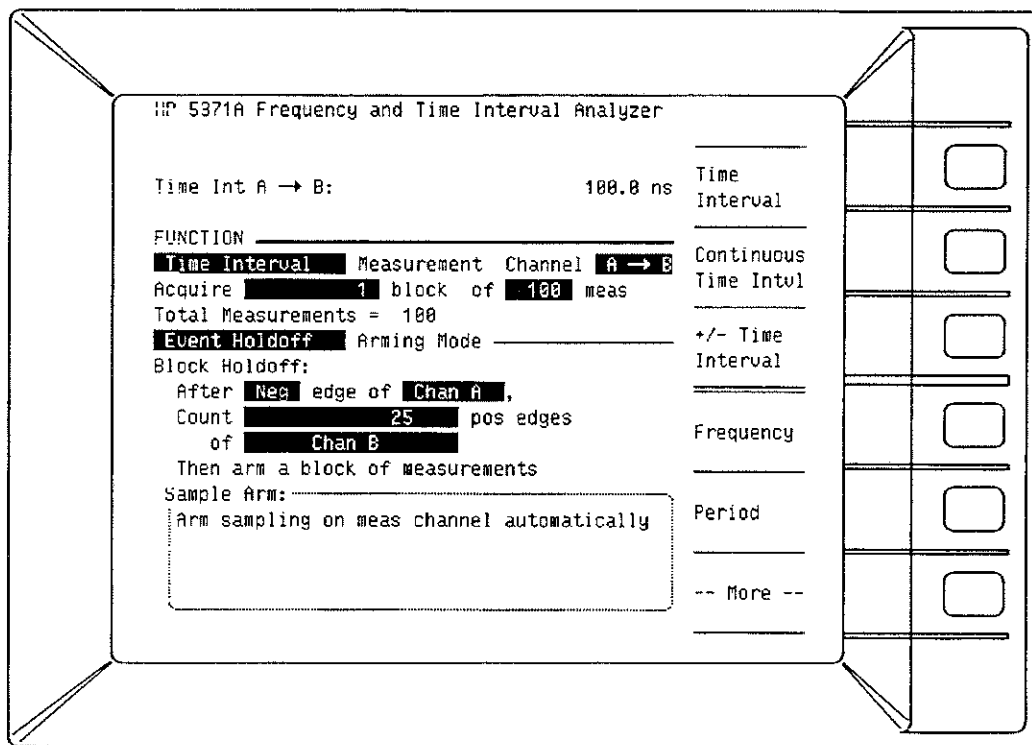 HP 5371A Frequency and Time Interval Analyzer
Time Int A → B: 100.0 ns
FUNCTION
Time Interval Measurement Channel A → B
Acquire 1 block of 100 meas
Total Measurements = 100
Event Holdoff Arming Mode
Block Holdoff:
After Neg edge of Chan A ,
Count 25 pos edges
of Chan B
Then arm a block of measurements
Sample Arm:
Arm sampling on meas channel automatically
Time
Interval
Continuous
Time Intvl
+/- Time
Interval
Frequency
Period
-- More --